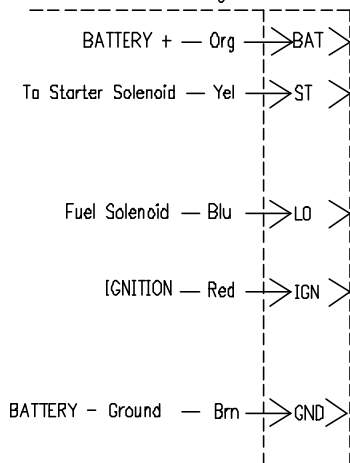 BATTERY + — Org BAT
To Starter Solenoid — Yel ST
Fuel Solenoid — Blu LO
IGNITION — Red IGN
BATTERY - Ground — Brn GND